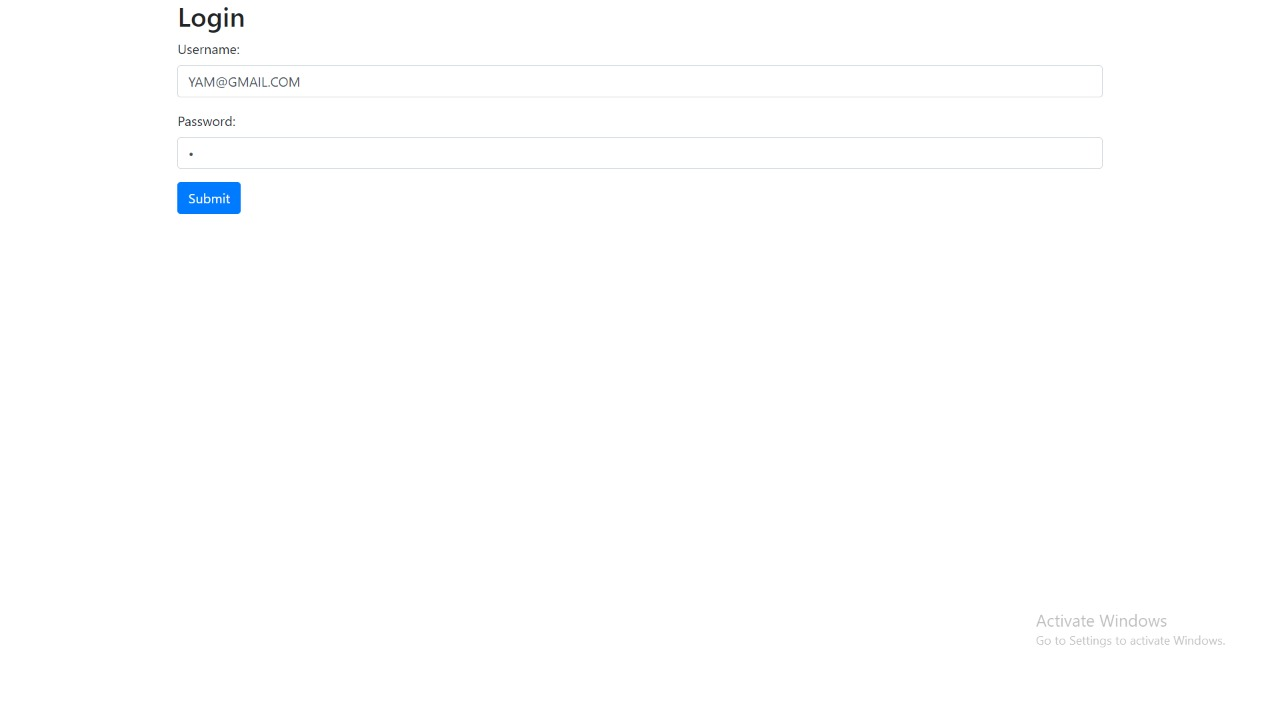 Login
Username:
YAM@GMAIL.COM
Password:
•
Submit
Activate Windows
Go to Settings to activate Windows.